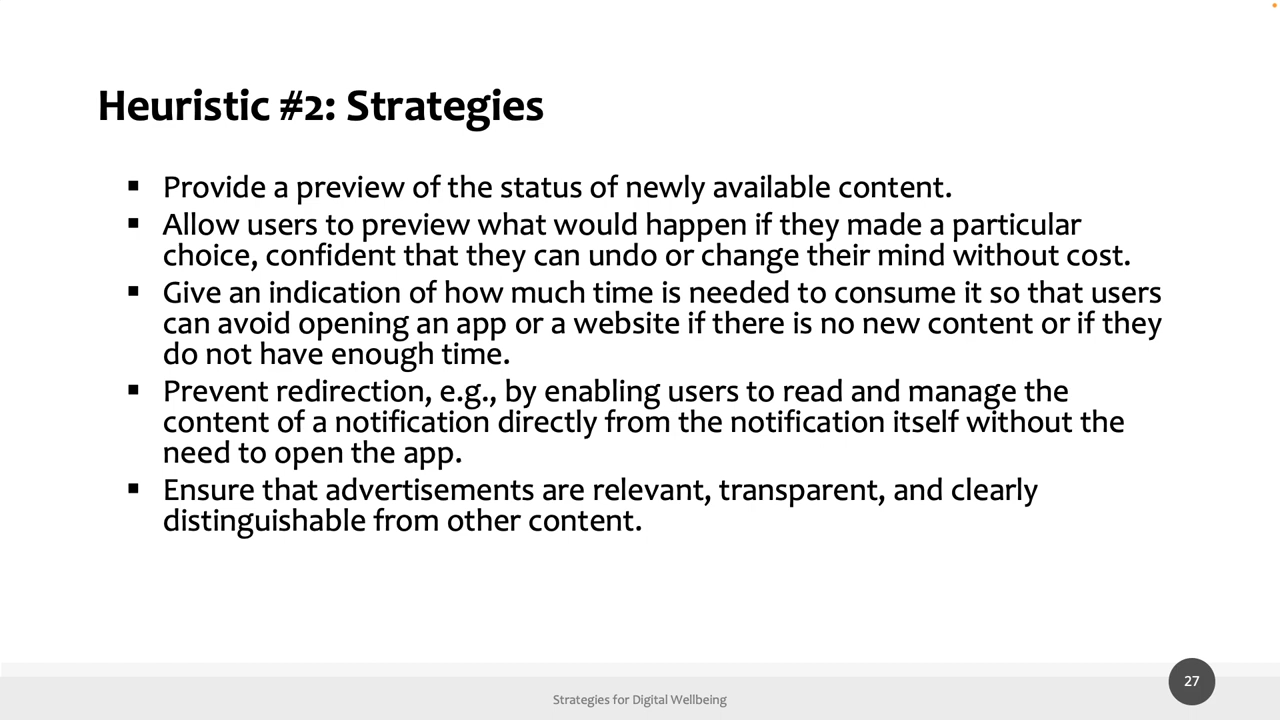 Heuristic #2: Strategies
▪ Provide a preview of the status of newly available content.
▪ Allow users to preview what would happen if they made a particular
choice, confident that they can undo or change their mind without cost.
▪ Give an indication of how much time is needed to consume it so that users
can avoid opening an app or a website if there is no new content or if they
do not have enough time.
▪ Prevent redirection, e.g., by enabling users to read and manage the
content of a notification directly from the notification itself without the
need to open the app.
▪ Ensure that advertisements are relevant, transparent, and clearly
distinguishable from other content.
27
Strategies for Digital Wellbeing